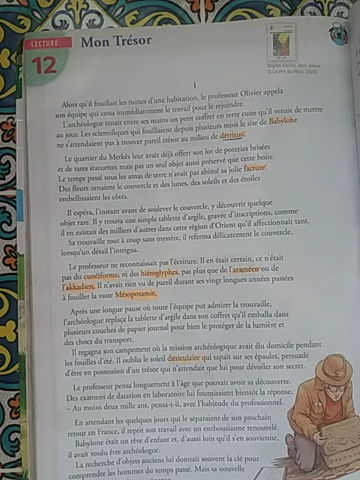 LECTURE
12
Mon Trésor
Brigitte
Mon Trésor
I
Alors qu'il fouillait les ruines d'une habitation, le professeur Olivier appela
son équipe qui cessa immédiatement le travail pour le rejoindre.
L'archéologue tenait entre ses mains un petit coffret en terre cuite qu'il venait de mettre
au jour. Les scientifiques qui fouillaient depuis plusieurs mois le site de Babylone
ne s'attendaient pas à trouver pareil trésor au milieu de détritus.
Le quartier du Merkès leur avait déjà offert son lot de poteries brisées
et de rares statuettes mais pas un seul objet aussi préservé que cette boîte.
Le temps passé sous les amas de terre n'avait pas abîmé sa jolie facture.
Des fleurs ornaient le couvercle et des lunes, des soleils et des étoiles
embellissaient les côtés.
Il espéra, l'instant avant de soulever le couvercle, y découvrir quelque
objet rare. Il y trouva une simple tablette d'argile, gravée d'inscriptions, comme
il en existait des milliers d'autres dans cette région d'Orient qu'il affectionnait tant.
Sa trouvaille tout à coup sans mystère, il referma délicatement le couvercle,
lorsqu'un détail l'intrigua.
Le professeur ne reconnaissait pas l'écriture. Il en était certain, ce n'était
pas du cunéiforme, ni des hiéroglyphes, pas plus que de l'araméen ou de
l'akkadien. Il n'avait rien vu de pareil durant ses vingt longues années passées
à fouiller la vaste Mésopotamie.
Après une longue pause où toute l'équipe put admirer la trouvaille,
l'archéologue replaça la tablette d'argile dans son coffret qu'il emballa dans
plusieurs couches de papier journal pour bien le protéger de la lumière et
des chocs du transport.
Il regagna son campement où la mission archéologique avait élu domicile pendant
les fouilles d'été. Il oublia le soleil daniculaire qui tapait sur ses épaules, persuadé
d'être en possession d'un trésor qui n'attendait que lui pour dévoiler son secret.
Le professeur pensa longuement à l'âge que pouvait avoir sa découverte.
Des examens de datation en laboratoire lui fourniraient bientôt la réponse.
– Au moins deux mille ans, pensa-t-il, avec l'habitude du professionnel.
En attendant les quelques jours qui le séparaient de son prochain
retour en France, il reprit son travail avec un enthousiasme renouvelé.
Babylone était un rêve d'enfant et, d'aussi loin qu'il s'en souvienne,
il avait voulu être archéologue.
La recherche d'objets anciens lui donnait souvent la clé pour
comprendre les hommes du temps passé. Mais sa nouvelle